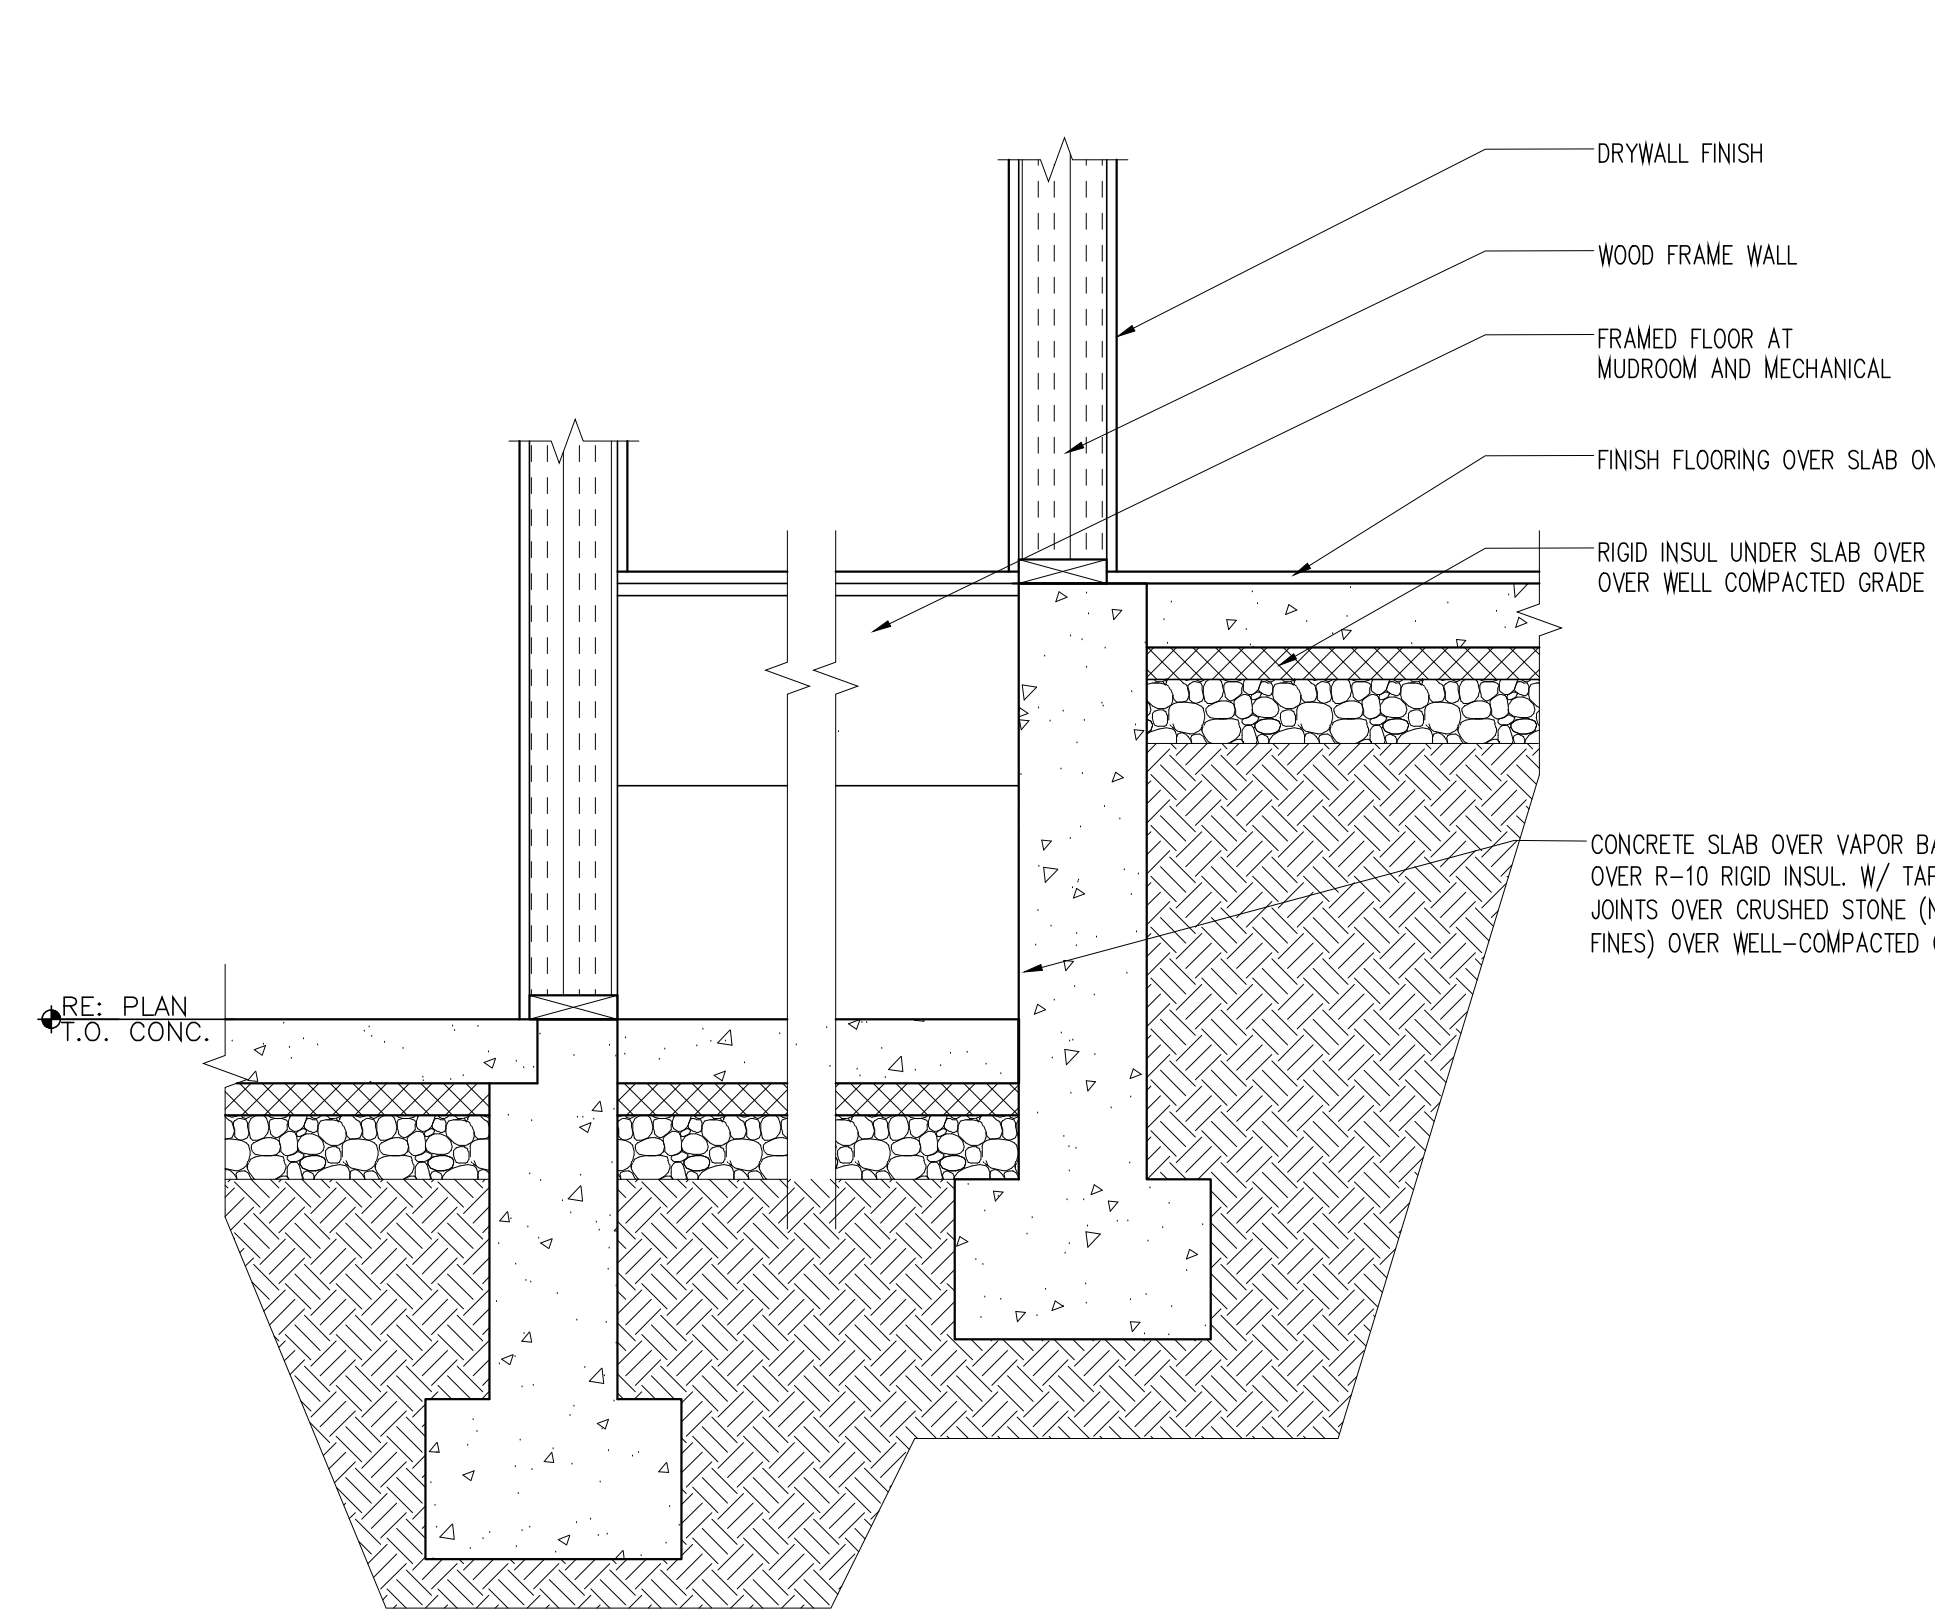 DRYWALL FINISH
WOOD FRAME WALL
FRAMED FLOOR AT
MUDROOM AND MECHANICAL
FINISH FLOORING OVER SLAB ON
RIGID INSUL UNDER SLAB OVER
OVER WELL COMPACTED GRADE
CONCRETE SLAB OVER VAPOR
OVER R-10 RIGID INSUL. W/
JOINTS OVER CRUSHED STONE
FINES) OVER WELL-COMPACTED
RE: PLAN
T.O. CONC.